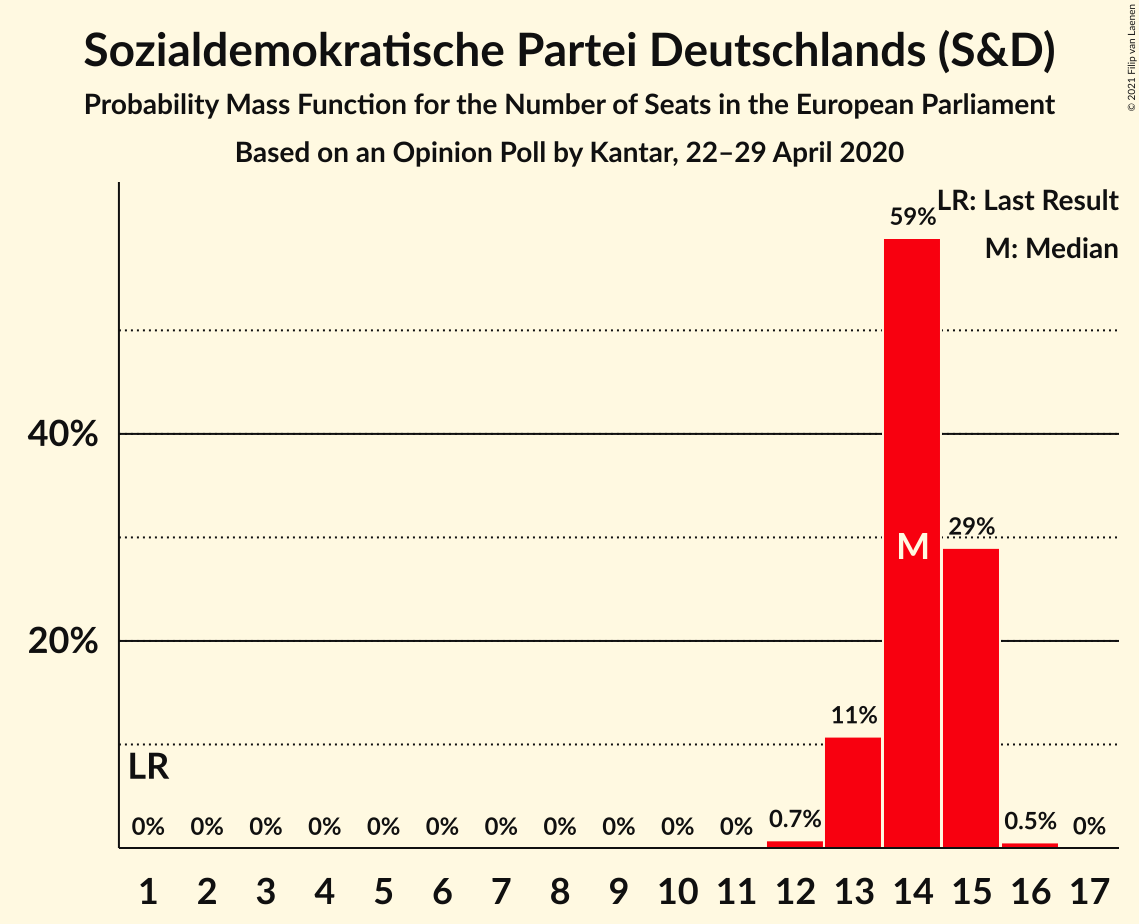 © 2021 Filip van Laenen
Sozialdemokratische Partei Deutschlands (S&D)
Probability Mass Function for the Number of Seats in the European Parliament
Based on an Opinion Poll by Kantar, 22–29 April 2020
LR: Last Result
M: Median
59%
40%
29%
M
20%
11%
LR
0% 0% 0% 0% 0% 0% 0% 0% 0% 0% 0% 0.7% 0.5% 0%
1 2 3 4 5 6 7 8 9 10 11 12 13 14 15 16 17